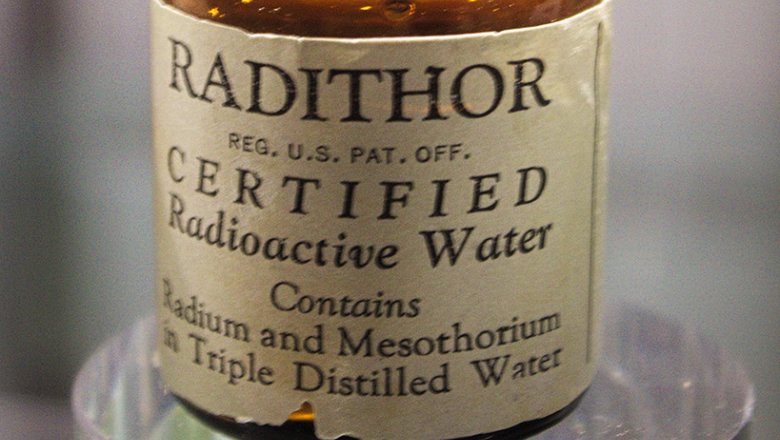 RADITHOR
REG. U.S. PAT. OFF.
CERTIFIED
Radioactive Water
Contains
Radium and Mesothorium
in Triple Distilled Water